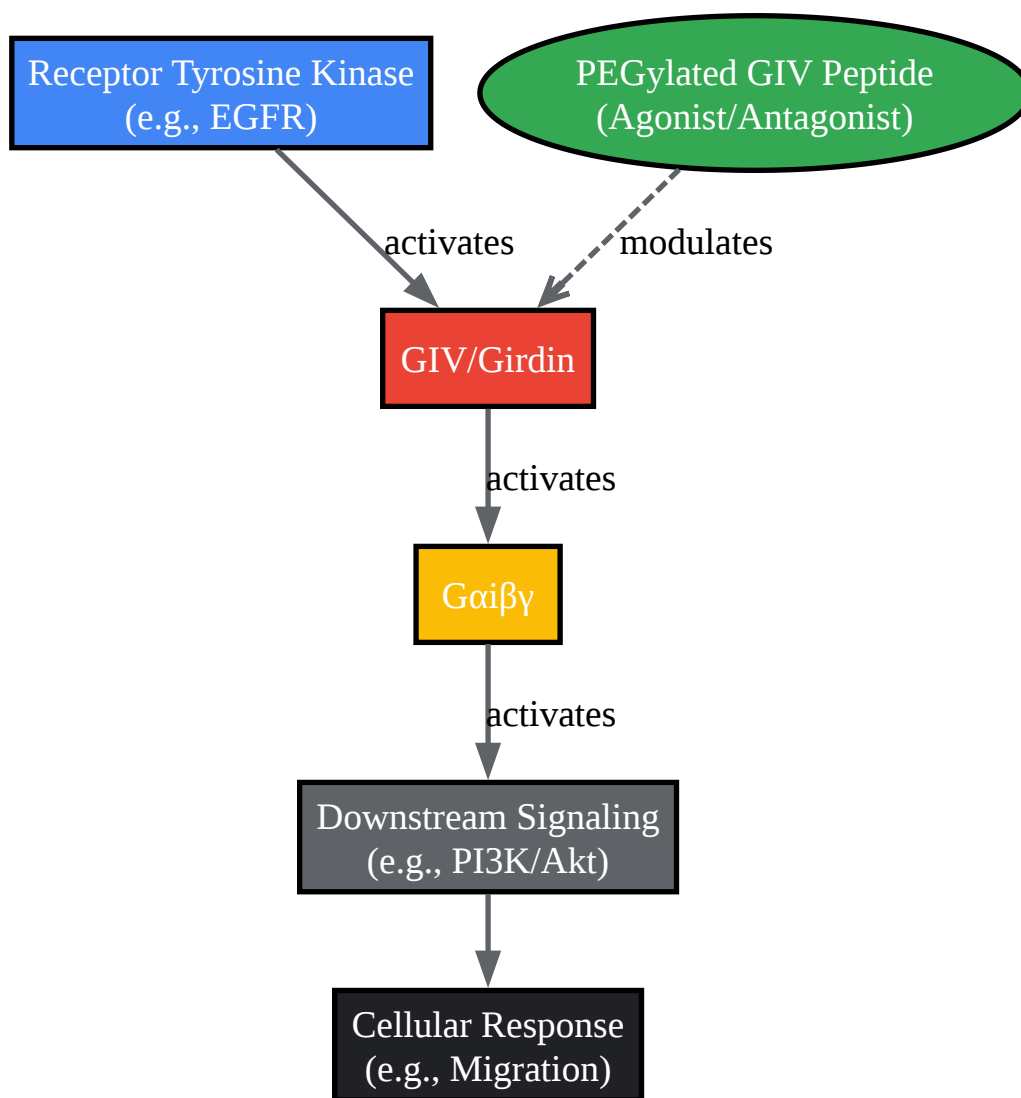 Receptor Tyrosine Kinase
(e.g., EGFR)
PEGylated GIV Peptide
(Agonist/Antagonist)
activates
modulates
GIV/Girdin
activates
Gαiβγ
activates
Downstream Signaling
(e.g., PI3K/Akt)
Cellular Response
(e.g., Migration)